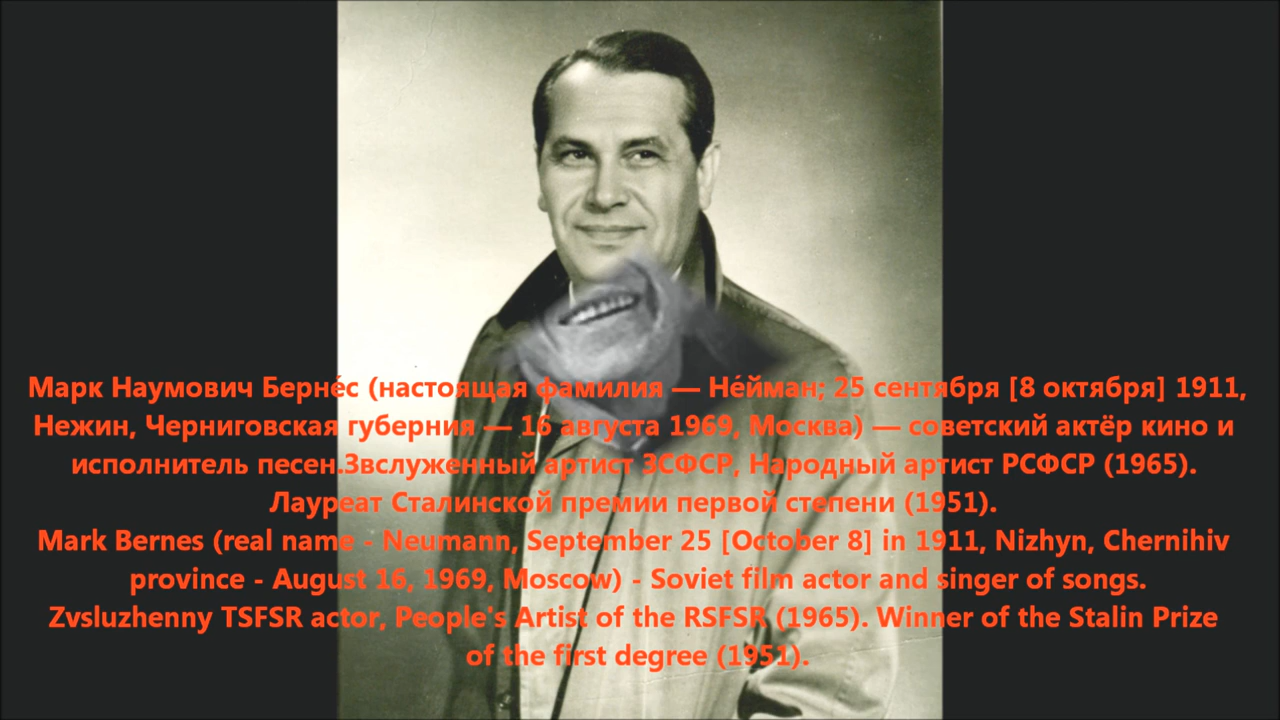 Марк Наумович Берне́с (настоящая фамилия — Не́йман; 25 сентября [8 октября] 1911,
Нежин, Черниговская губерния — 16 августа 1969, Москва) — советский актёр кино и
исполнитель песен.Звслуженный артист ЗСФСР, Народный артист РСФСР (1965).
Лауреат Сталинской премии первой степени (1951).
Mark Bernes (real name - Neumann, September 25 [October 8] in 1911, Nizhyn, Chernihiv
province - August 16, 1969, Moscow) - Soviet film actor and singer of songs.
Zvsluzhenny TSFSR actor, People's Artist of the RSFSR (1965). Winner of the Stalin Prize
of the first degree (1951).